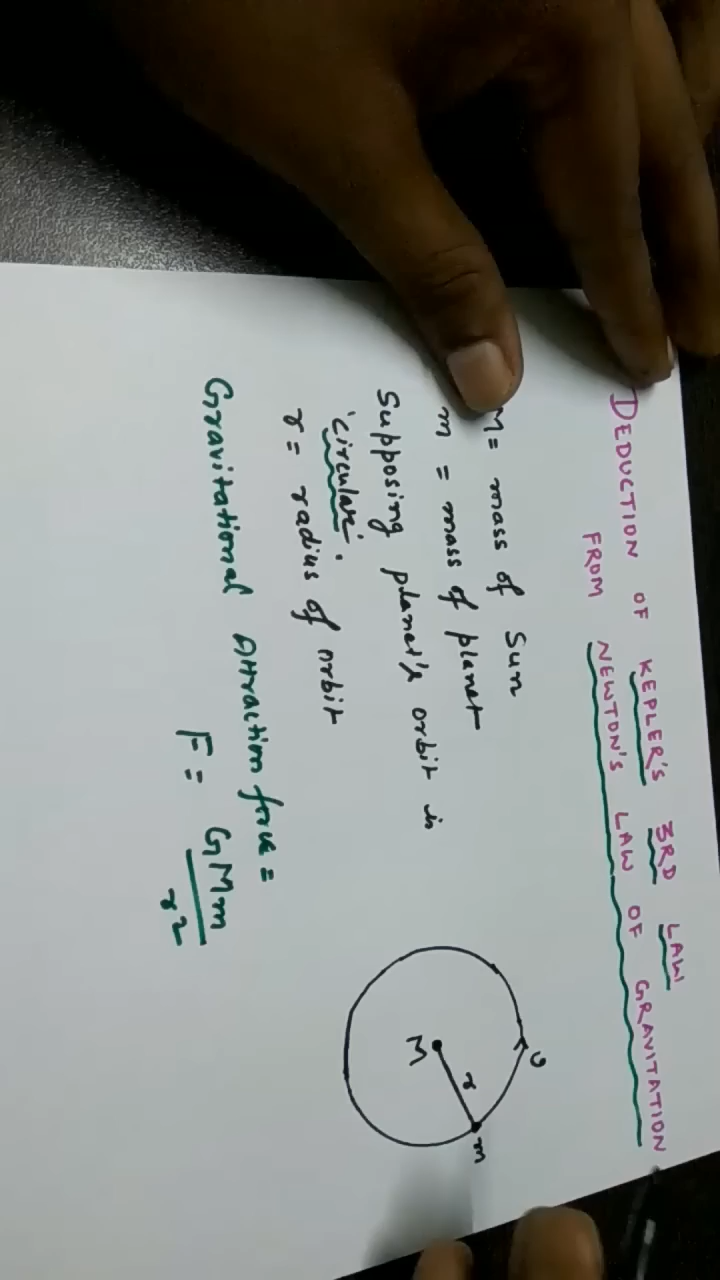 DEDUCTION OF KEPLER'S 3RD LAW
FROM NEWTON'S LAW OF GRAVITATION
M = mass of Sun
m = mass of planet
Supposing planet's orbit is
'circular'.
r = radius of orbit
Gravitational Attraction force =
F = GMm
r²
υ
M
r
m